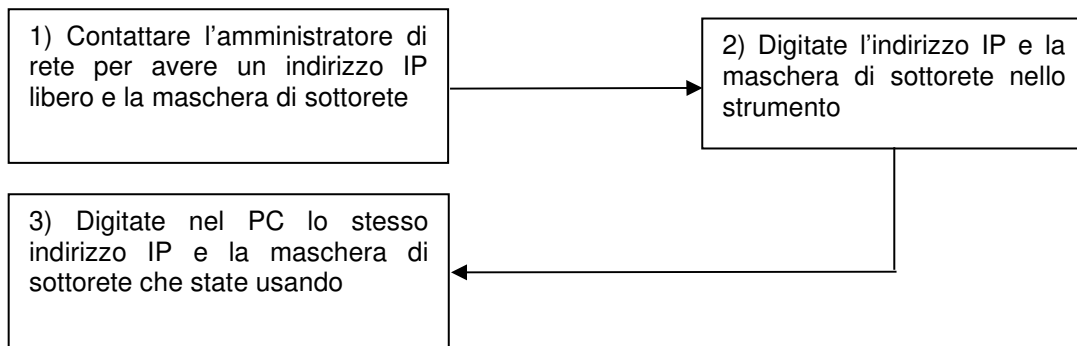 1) Contattare l’amministratore di
rete per avere un indirizzo IP
libero e la maschera di sottorete
2) Digitate l’indirizzo IP e la
maschera di sottorete nello
strumento
3) Digitate nel PC lo stesso
indirizzo IP e la maschera di
sottorete che state usando